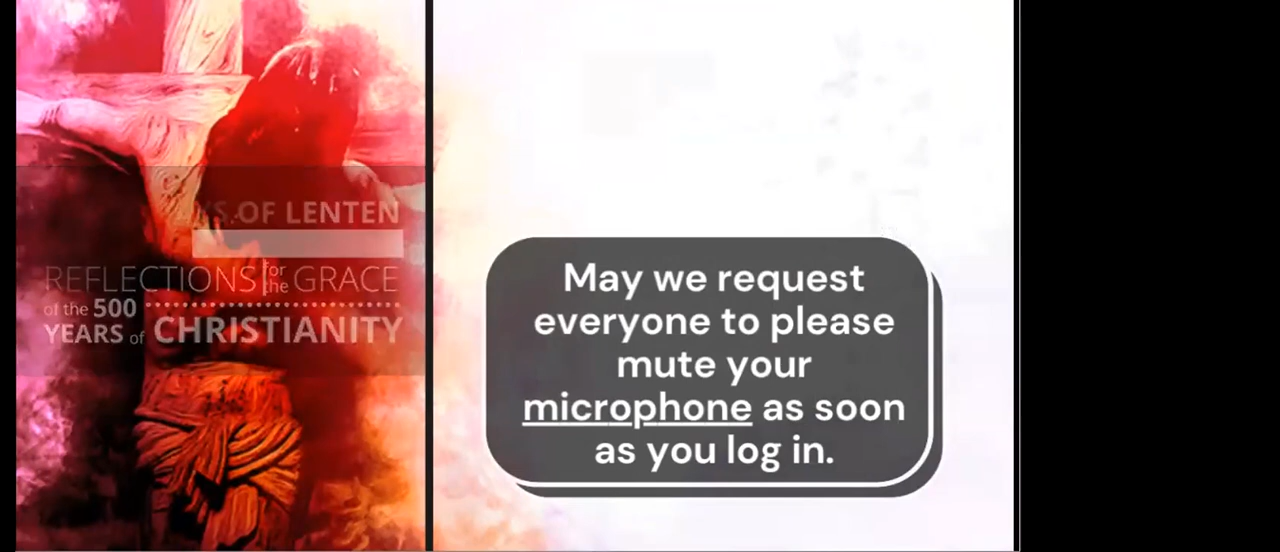 OF LENTEN
REFLECTIONS for the GRACE
of the 500
YEARS of CHRISTIANITY
May we request
everyone to please
mute your
microphone as soon
as you log in.